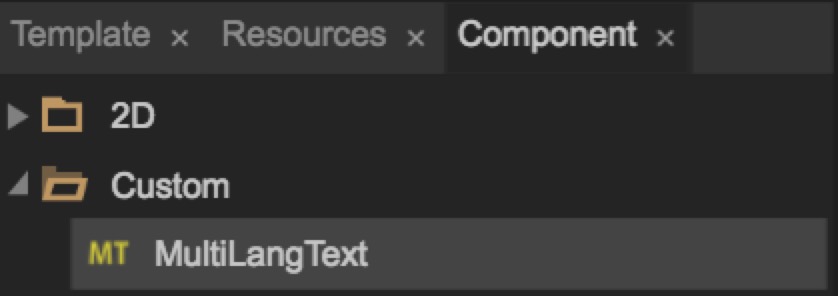 Template × Resources × Component ×
2D
Custom
MT MultiLangText